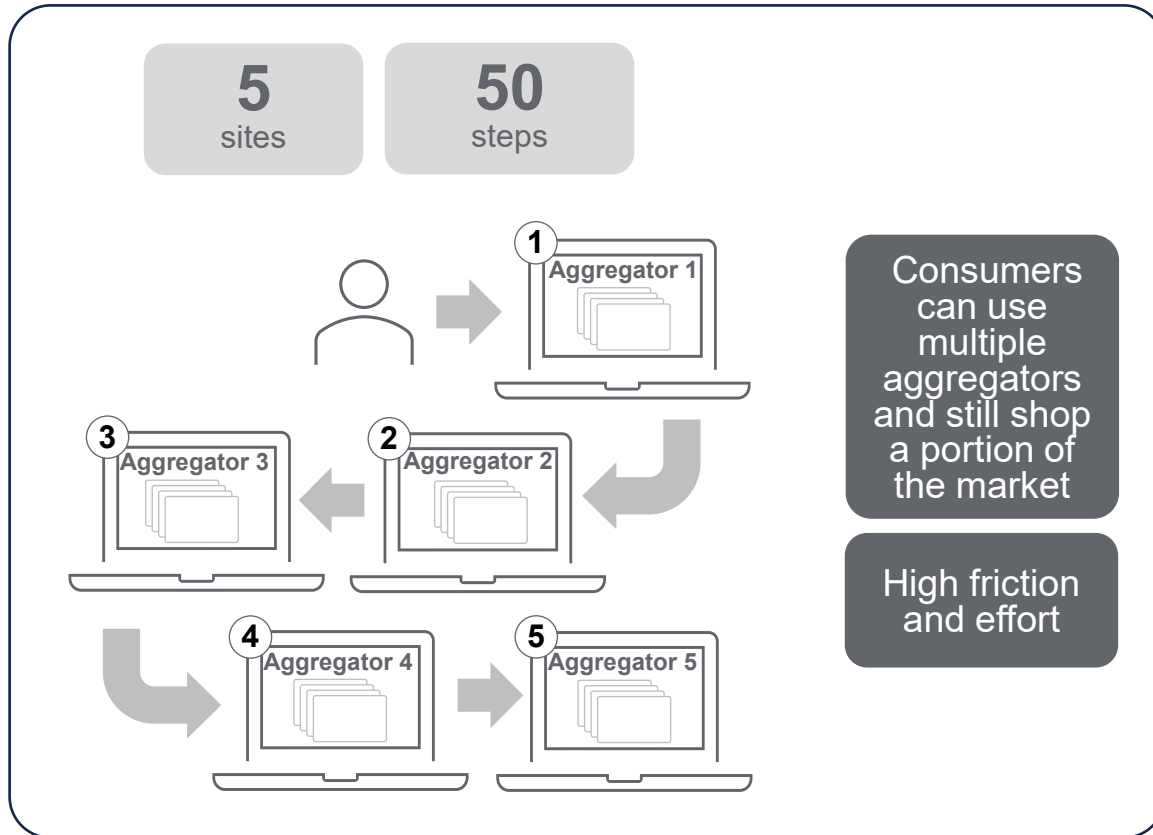 5
sites
50
steps
1
Aggregator 1
2
Aggregator 2
3
Aggregator 3
4
Aggregator 4
5
Aggregator 5
Consumers
can use
multiple
aggregators
and still shop
a portion of
the market
High friction
and effort